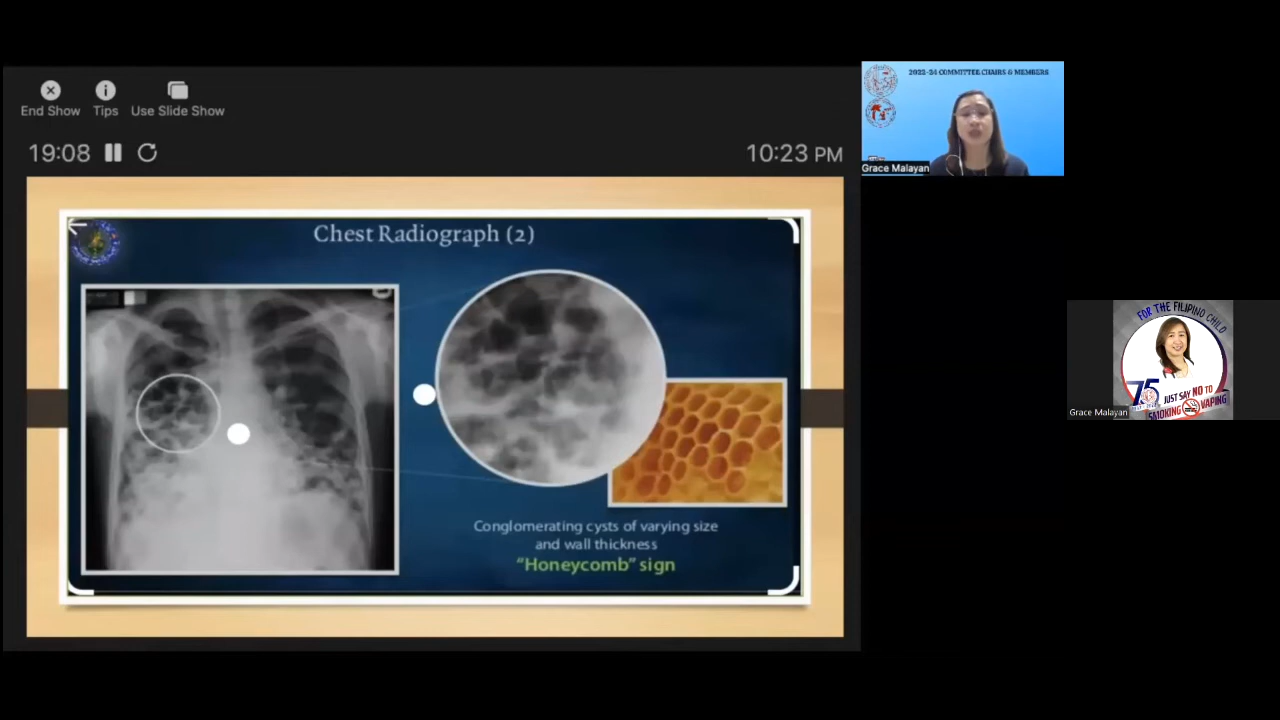 2022-24 COMMITTEE CHAIRS & MEMBERS
Grace Malayan
End Show Tips Use Slide Show
19:08
10:23 PM
Chest Radiograph (2)
Conglomerating cysts of varying size
and wall thickness
“Honeycomb” sign
FOR THE FILIPINO CHILD
75
JUST SAY NO TO
SMOKING VAPING
Grace Malayan